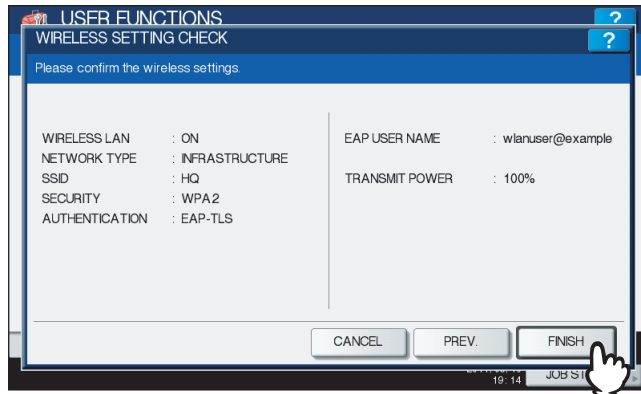 USER FUNCTIONS
?
WIRELESS SETTING CHECK
?
Please confirm the wireless settings.
WIRELESS LAN : ON
NETWORK TYPE : INFRASTRUCTURE
SSID : HQ
SECURITY : WPA2
AUTHENTICATION : EAP-TLS
EAP USER NAME : wlanuser@example
TRANSMIT POWER : 100%
CANCEL
PREV.
FINISH
19:14
JOB